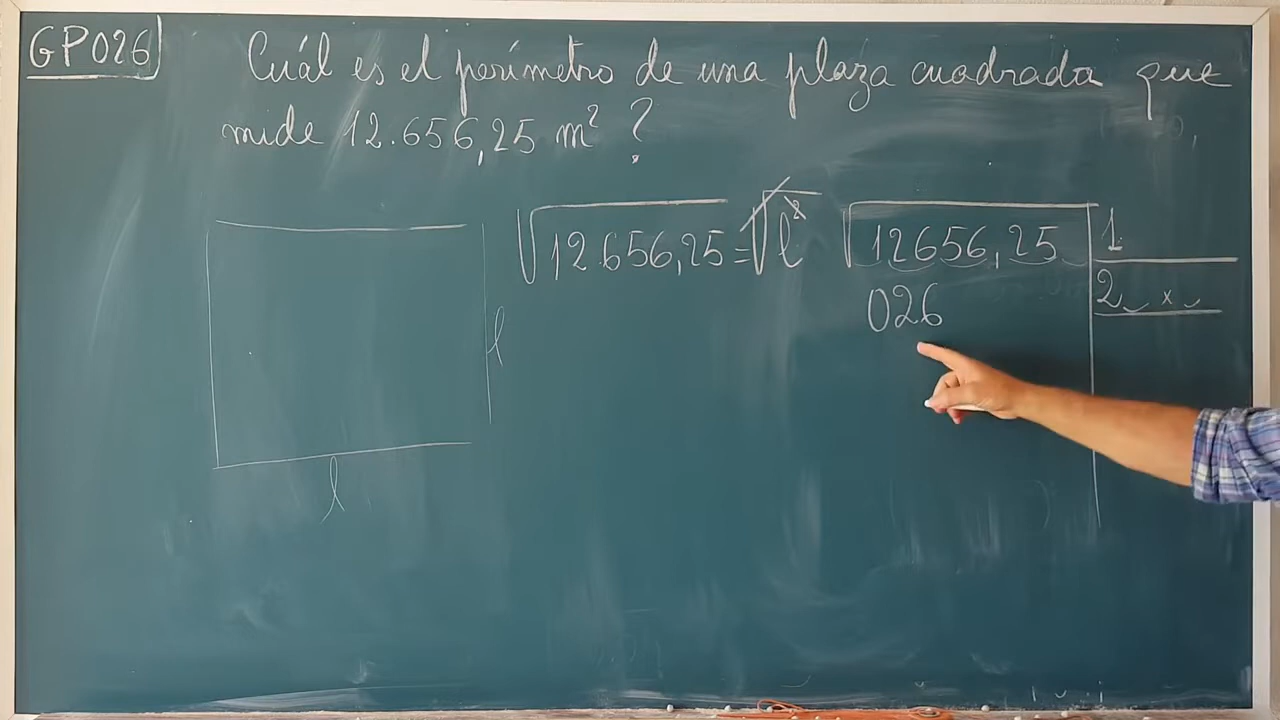 GP026
Cuál es el perímetro de una plaza cuadrada que
mide 12.656,25 m² ?
√12.656,25 = √l²
√12656,25 1
026 2_ x _
l
l